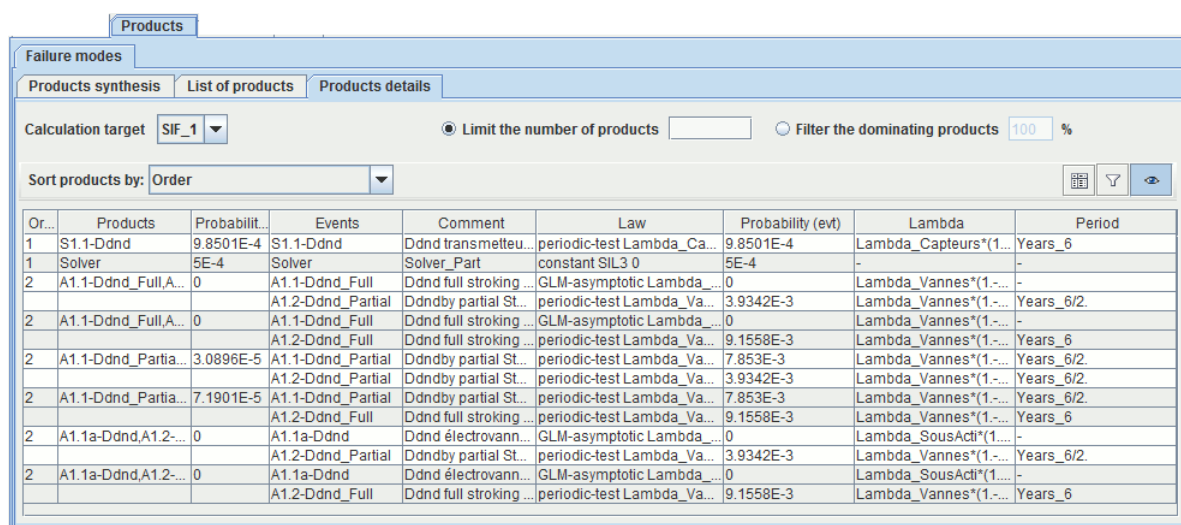 Products
Failure modes
Products synthesis List of products Products details
Calculation target SIF_1 Limit the number of products Filter the dominating products 100 %
Sort products by: Order
Or... Products Probabilit... Events Comment Law Probability (evt) Lambda Period
1 S1.1-Ddnd 9.8501E-4 S1.1-Ddnd Ddnd transmetteu... periodic-test Lambda_Ca... 9.8501E-4 Lambda_Capteurs*(1... Years_6
1 Solver 5E-4 Solver Solver_Part constant SIL3 0 5E-4 - -
2 A1.1-Ddnd_Full,A... 0 A1.1-Ddnd_Full Ddnd full stroking ... GLM-asymptotic Lambda_... 0 Lambda_Vannes*(1.-... -
A1.2-Ddnd_Partial Ddndby partial St... periodic-test Lambda_Va... 3.9342E-3 Lambda_Vannes*(1.-... Years_6/2.
2 A1.1-Ddnd_Full,A... 0 A1.1-Ddnd_Full Ddnd full stroking ... GLM-asymptotic Lambda_... 0 Lambda_Vannes*(1.-... -
A1.2-Ddnd_Full Ddnd full stroking ... periodic-test Lambda_Va... 9.1558E-3 Lambda_Vannes*(1.-... Years_6
2 A1.1-Ddnd_Partia... 3.0896E-5 A1.1-Ddnd_Partial Ddndby partial St... periodic-test Lambda_Va... 7.853E-3 Lambda_Vannes*(1.-... Years_6/2.
A1.2-Ddnd_Partial Ddndby partial St... periodic-test Lambda_Va... 3.9342E-3 Lambda_Vannes*(1.-... Years_6/2.
2 A1.1-Ddnd_Partia... 7.1901E-5 A1.1-Ddnd_Partial Ddndby partial St... periodic-test Lambda_Va... 7.853E-3 Lambda_Vannes*(1.-... Years_6/2.
A1.2-Ddnd_Full Ddnd full stroking ... periodic-test Lambda_Va... 9.1558E-3 Lambda_Vannes*(1.-... Years_6
2 A1.1a-Ddnd,A1.2-... 0 A1.1a-Ddnd Ddnd électrovann... GLM-asymptotic Lambda_... 0 Lambda_SousActi*(1.... -
A1.2-Ddnd_Partial Ddndby partial St... periodic-test Lambda_Va... 3.9342E-3 Lambda_Vannes*(1.-... Years_6/2.
2 A1.1a-Ddnd,A1.2-... 0 A1.1a-Ddnd Ddnd électrovann... GLM-asymptotic Lambda_... 0 Lambda_SousActi*(1.... -
A1.2-Ddnd_Full Ddnd full stroking ... periodic-test Lambda_Va... 9.1558E-3 Lambda_Vannes*(1.-... Years_6